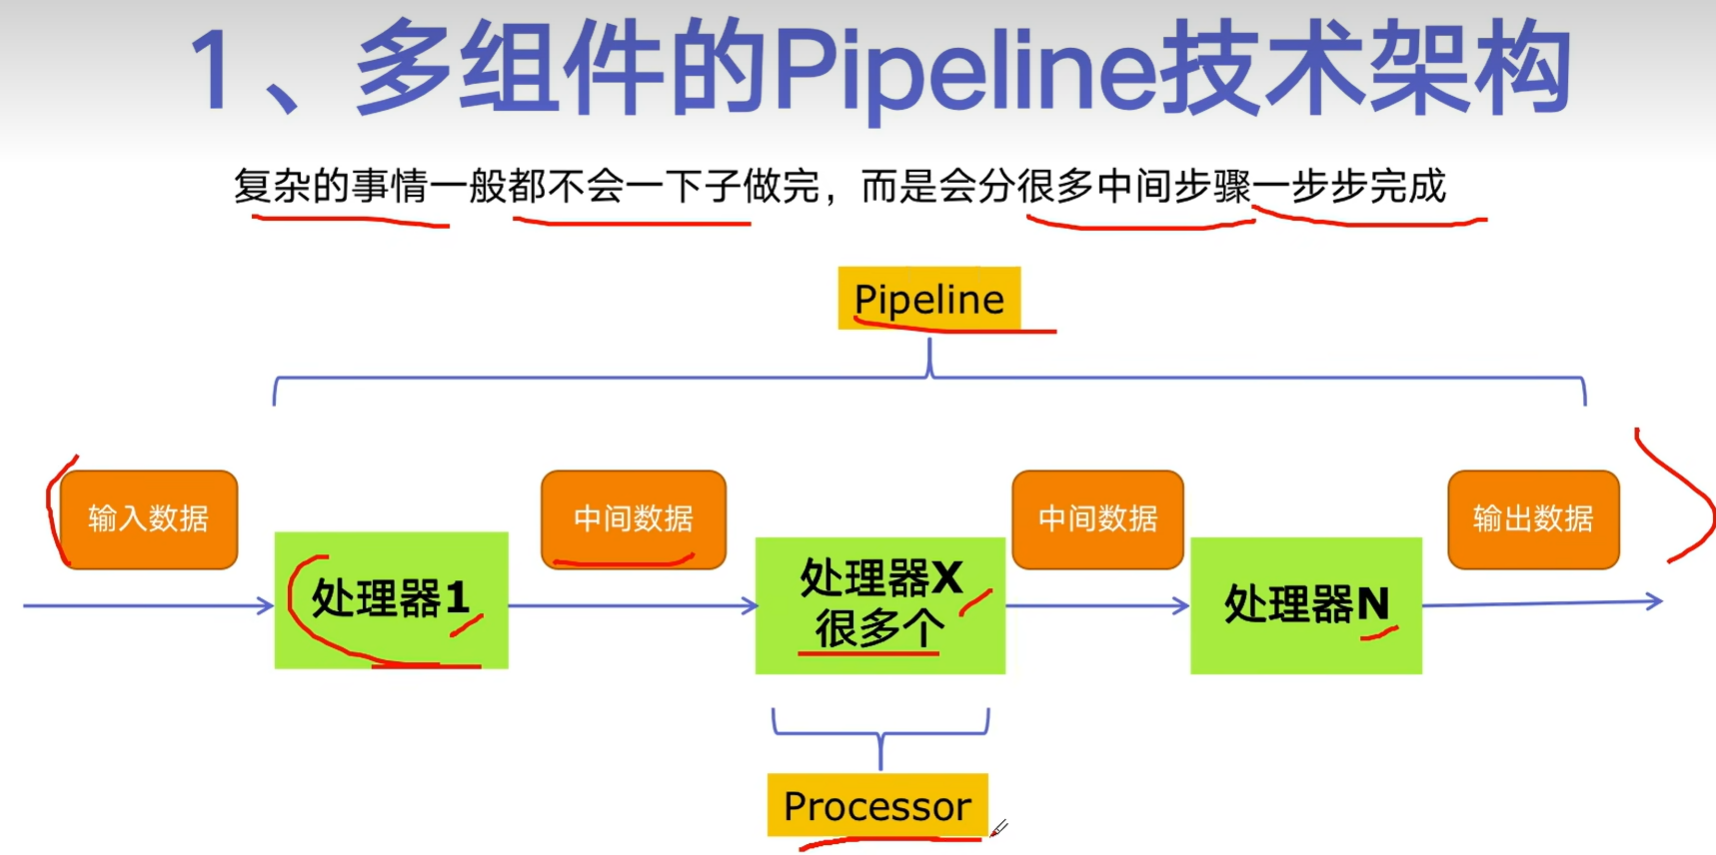 1、多组件的Pipeline技术架构
复杂的事情一般都不会一下子做完，而是会分很多中间步骤一步步完成
Pipeline
输入数据
中间数据
中间数据
输出数据
处理器1
处理器X
很多个
处理器N
Processor